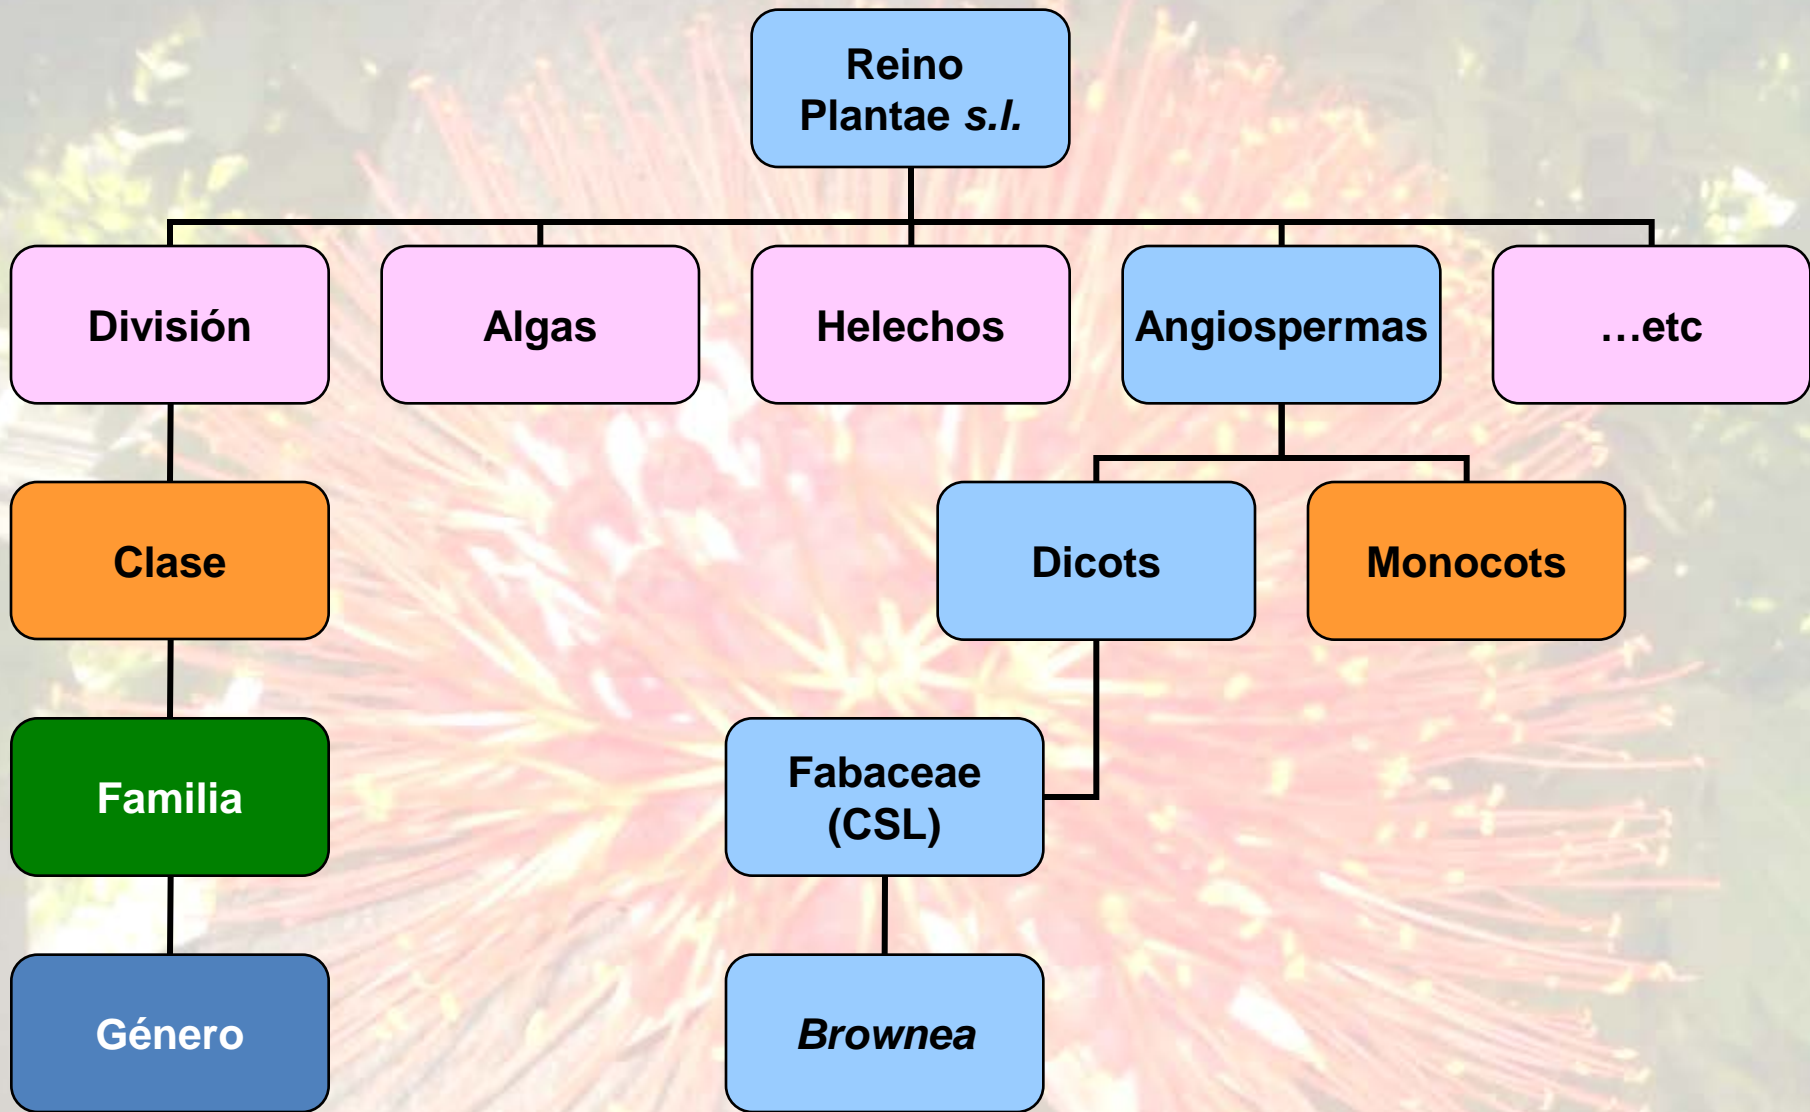 Reino
Plantae s.l.
División
Algas
Helechos
Angiospermas
...etc
Clase
Dicots
Monocots
Familia
Fabaceae
(CSL)
Género
Brownea